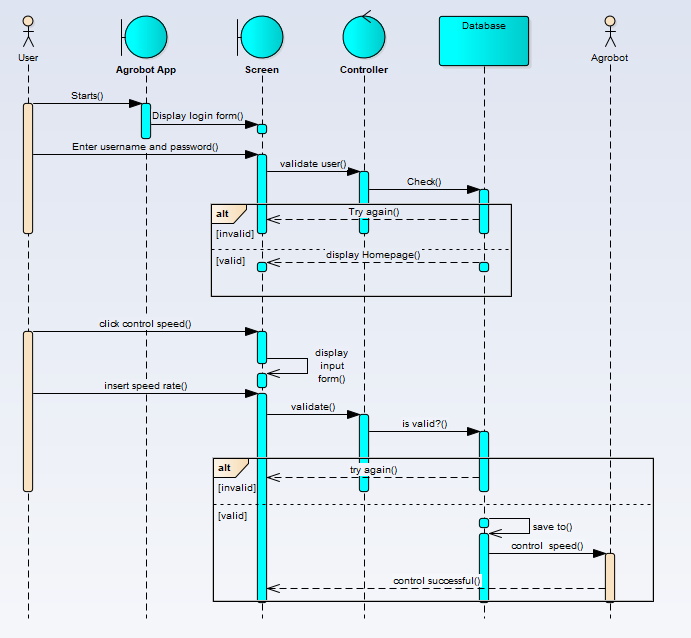 Database
User
Agrobot App
Screen
Controller
Agrobot
Starts()
Display login form()
Enter username and password()
validate user()
Check()
alt
Try again()
[invalid]
display Homepage()
[valid]
click control speed()
display
input
form()
insert speed rate()
validate()
is valid?()
alt
try again()
[invalid]
[valid]
save to()
control speed()
control successful()